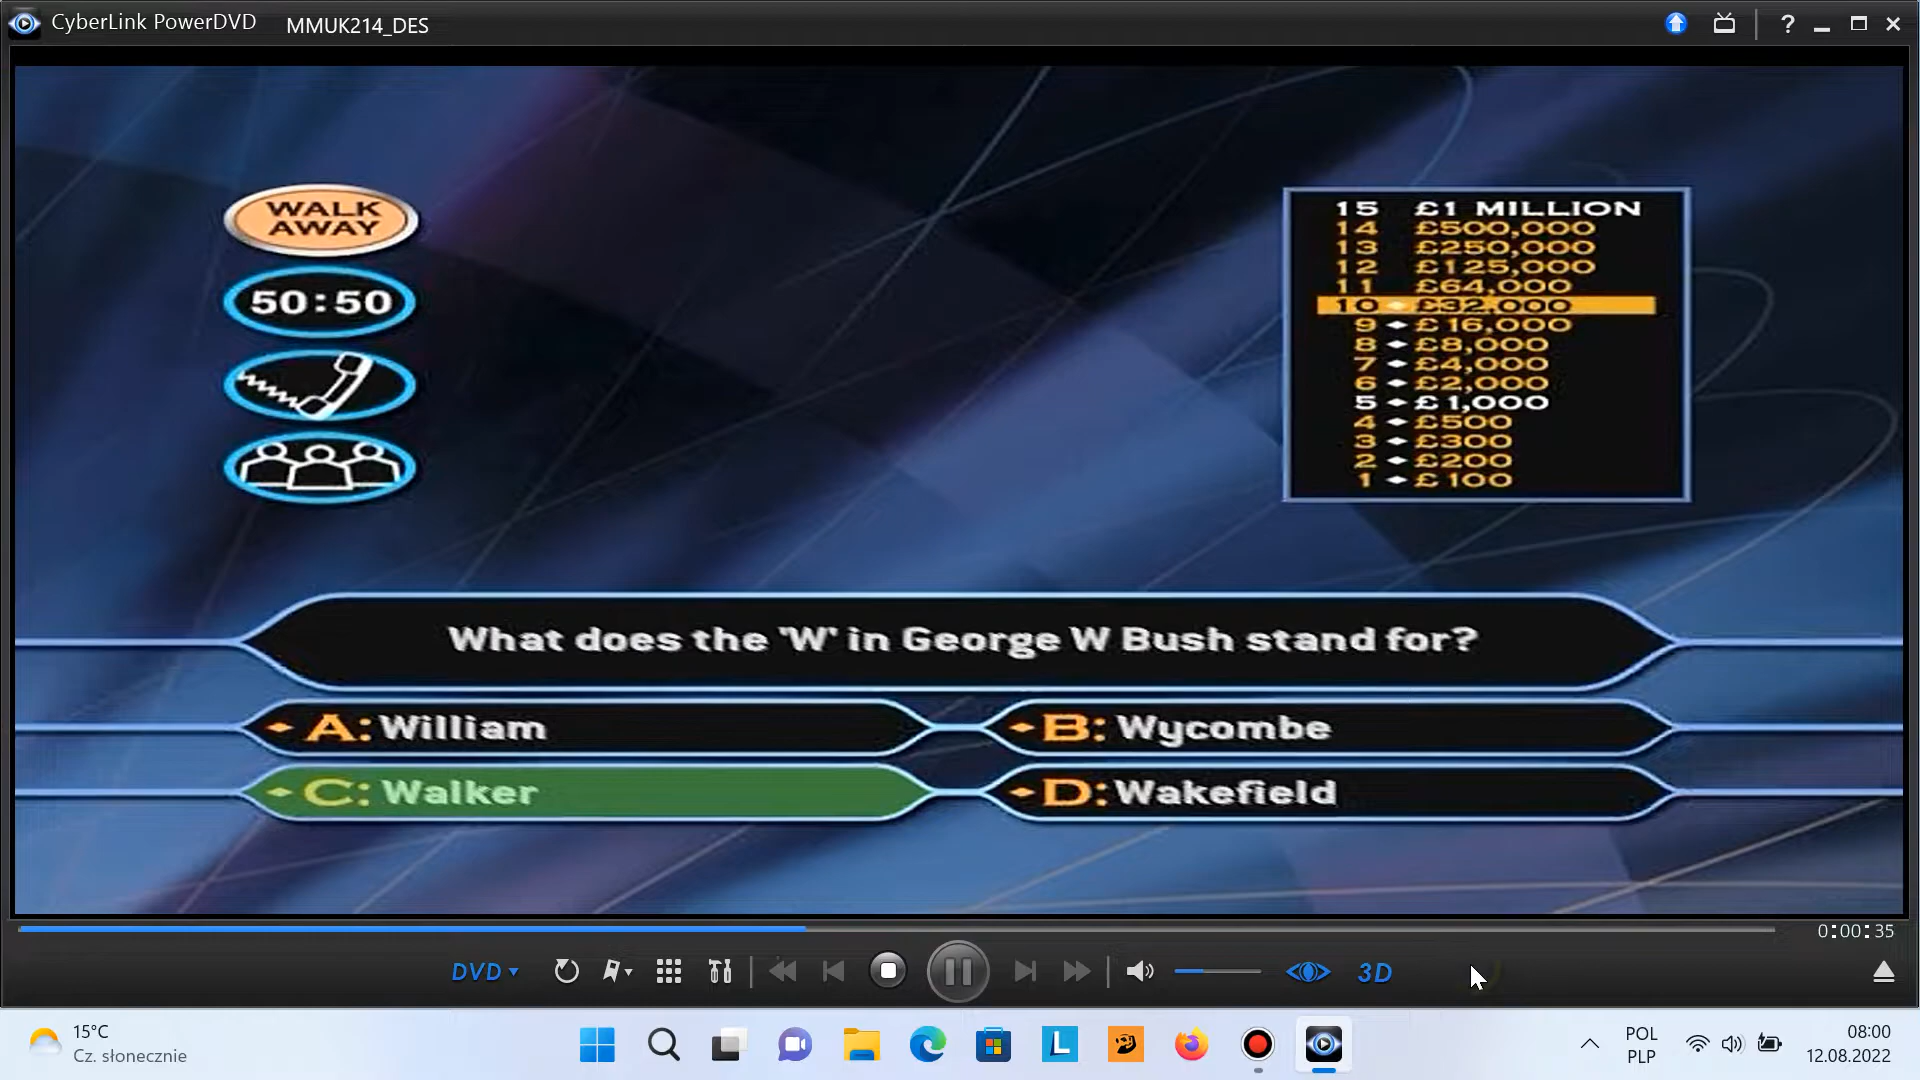 CyberLink PowerDVD MMUK214_DES
?
WALK
AWAY
50:50
15 £1 MILLION
14 £500,000
13 £250,000
12 £125,000
11 £64,000
10 £32,000
9 £16,000
8 £8,000
7 £4,000
6 £2,000
5 £1,000
4 £500
3 £300
2 £200
1 £100
What does the 'W' in George W Bush stand for?
A: William
B: Wycombe
C: Walker
D: Wakefield
0:00:35
DVD
3D
15°C
Cz. słonecznie
L
POL
PLP
08:00
12.08.2022